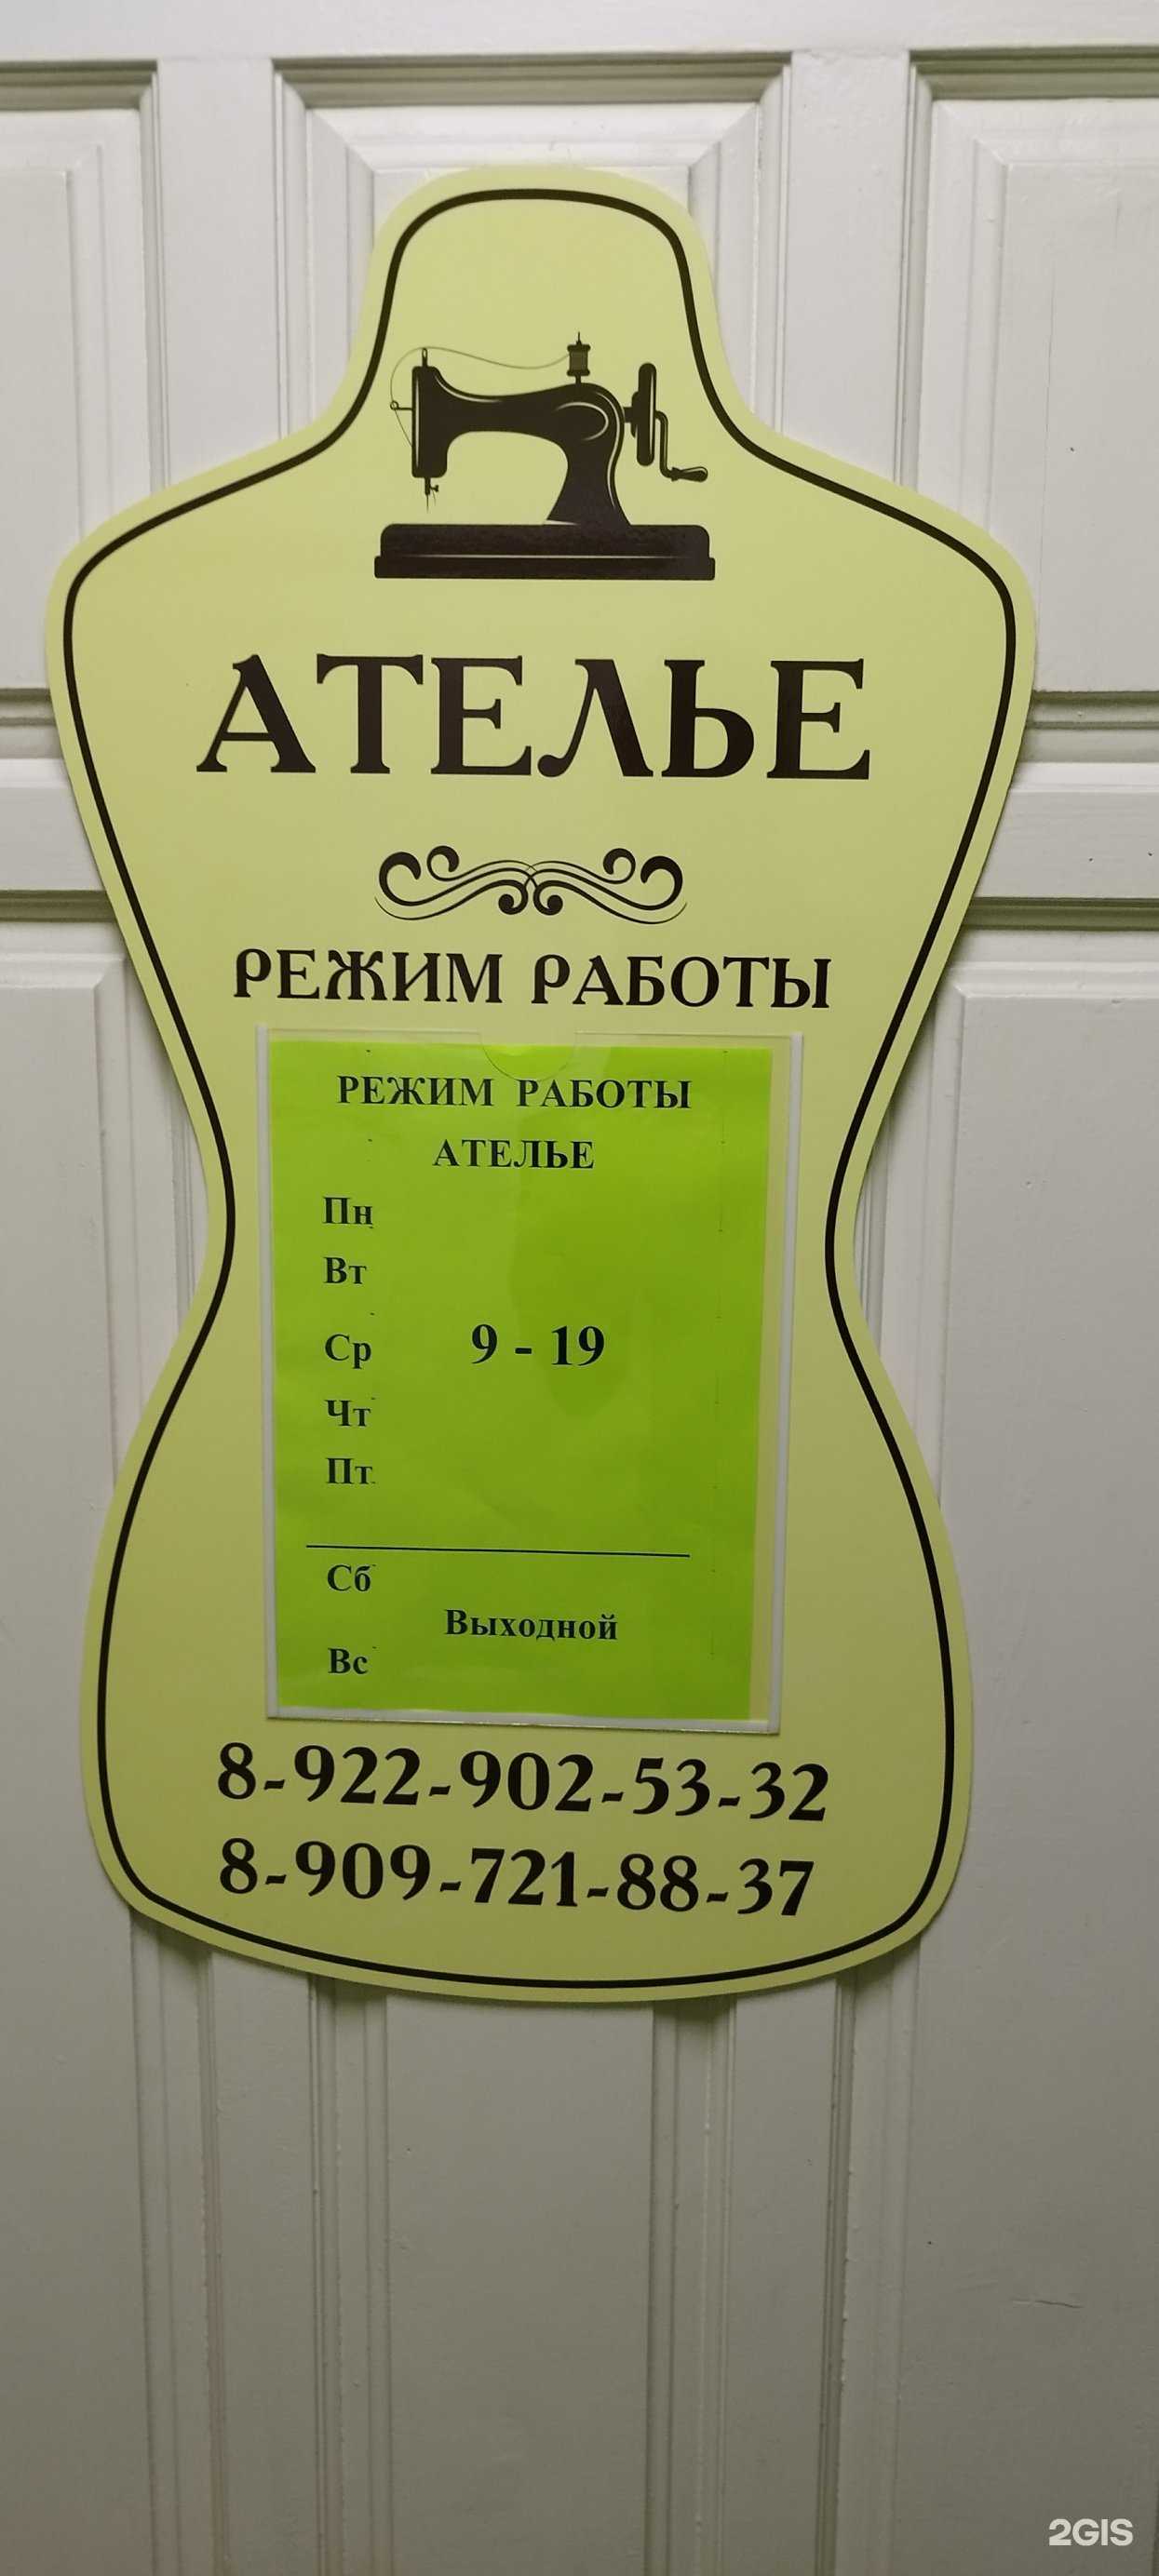 АТЕЛЬЕ
РЕЖИМ РАБОТЫ
РЕЖИМ РАБОТЫ
АТЕЛЬЕ
Пн
Вт
Ср 9 - 19
Чт
Пт
Сб
Выходной
Вс
8-922-902-53-32
8-909-721-88-37
2GIS